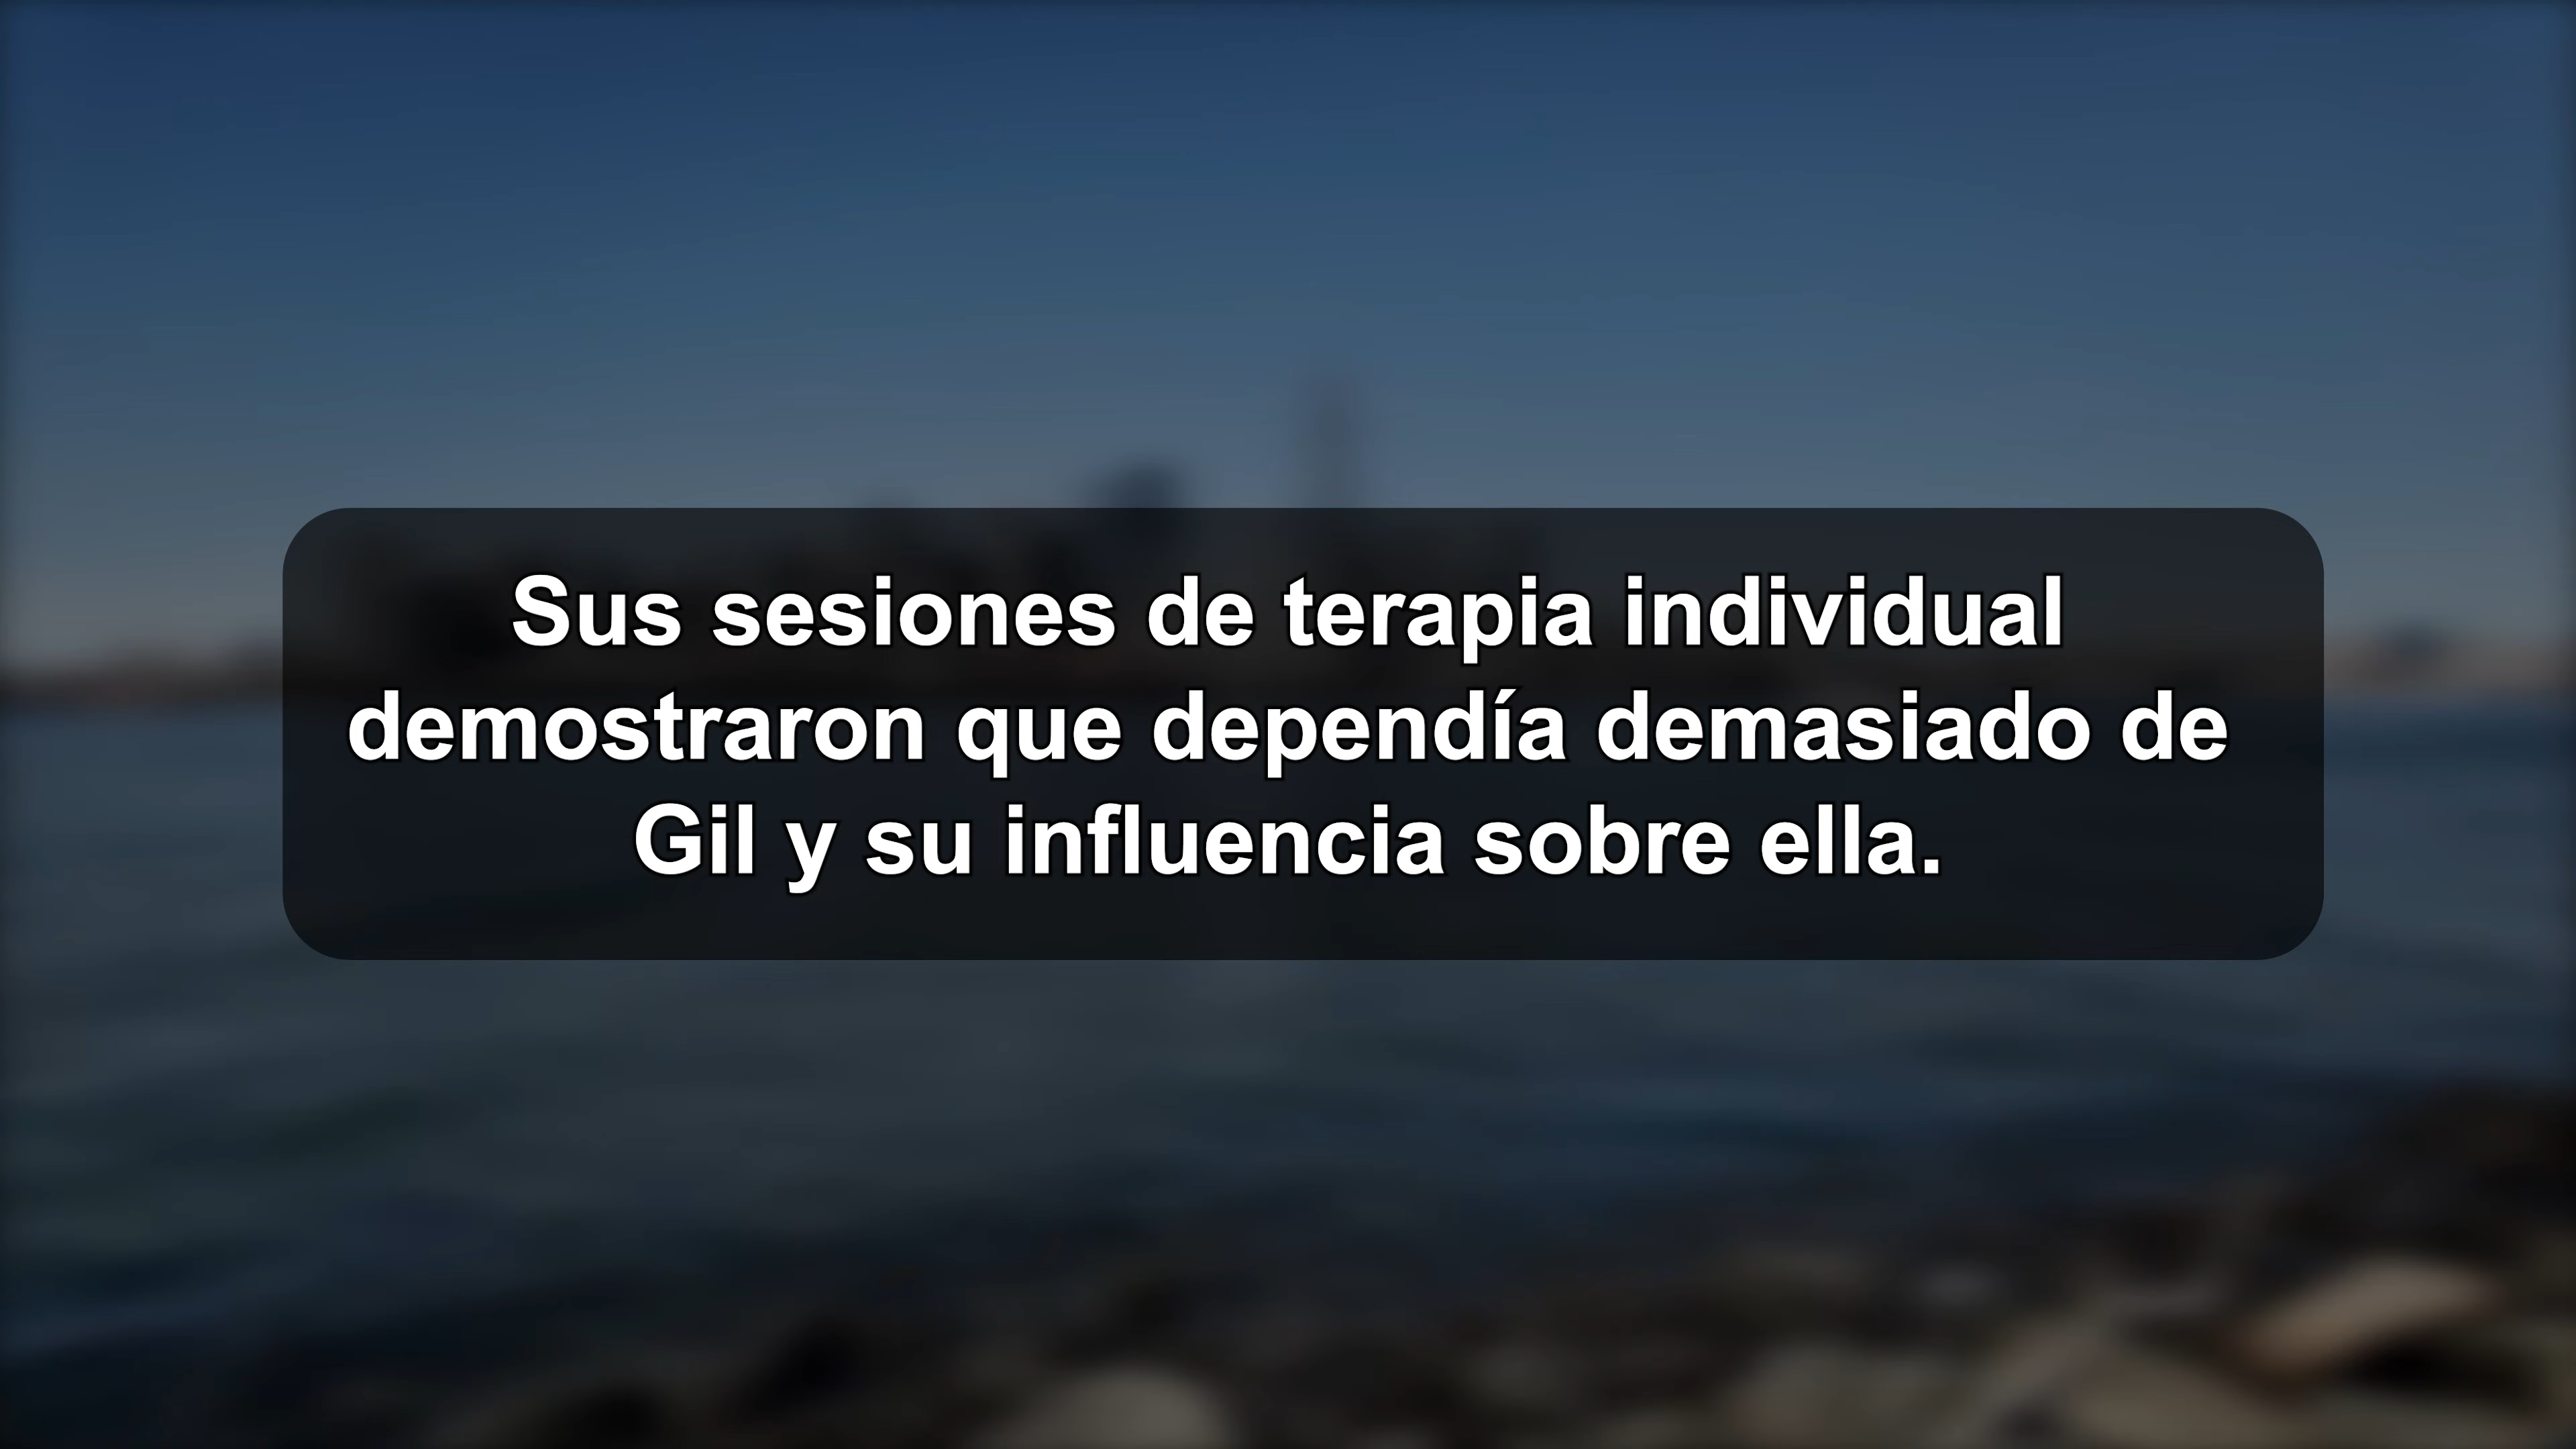 Sus sesiones de terapia individual
demostraron que dependía demasiado de
Gil y su influencia sobre ella.